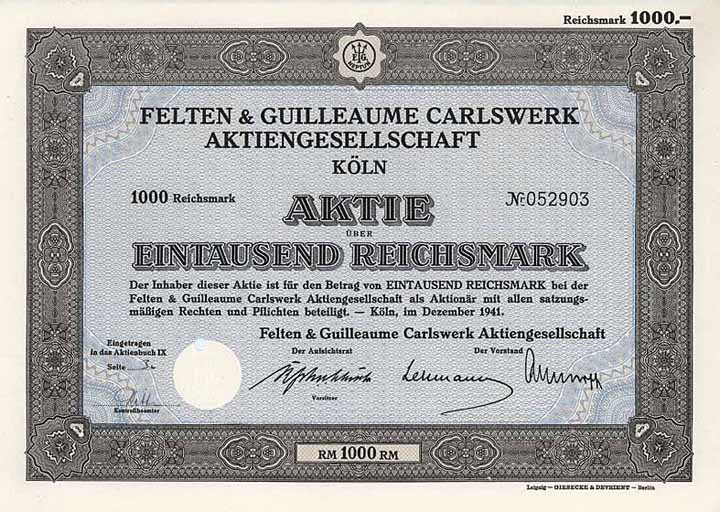 Reichsmark 1000.—
F&G
NEPTUN
FELTEN & GUILLEAUME CARLSWERK
AKTIENGESELLSCHAFT
KÖLN
1000 Reichsmark
AKTIE
№ 052903
ÜBER
EINTAUSEND REICHSMARK
Der Inhaber dieser Aktie ist für den Betrag von EINTAUSEND REICHSMARK bei der
Felten & Guilleaume Carlswerk Aktiengesellschaft als Aktionär mit allen satzungs-
mäßigen Rechten und Pflichten beteiligt. — Köln, im Dezember 1941.
Felten & Guilleaume Carlswerk Aktiengesellschaft
Eingetragen
in das Aktienbuch IX
Seite
Der Aufsichtsrat
Der Vorstand
Lehmann
Vorsitzer
Kontrollbeamter
RM 1000 RM
Leipzig — GIESECKE & DEVRIENT — Berlin